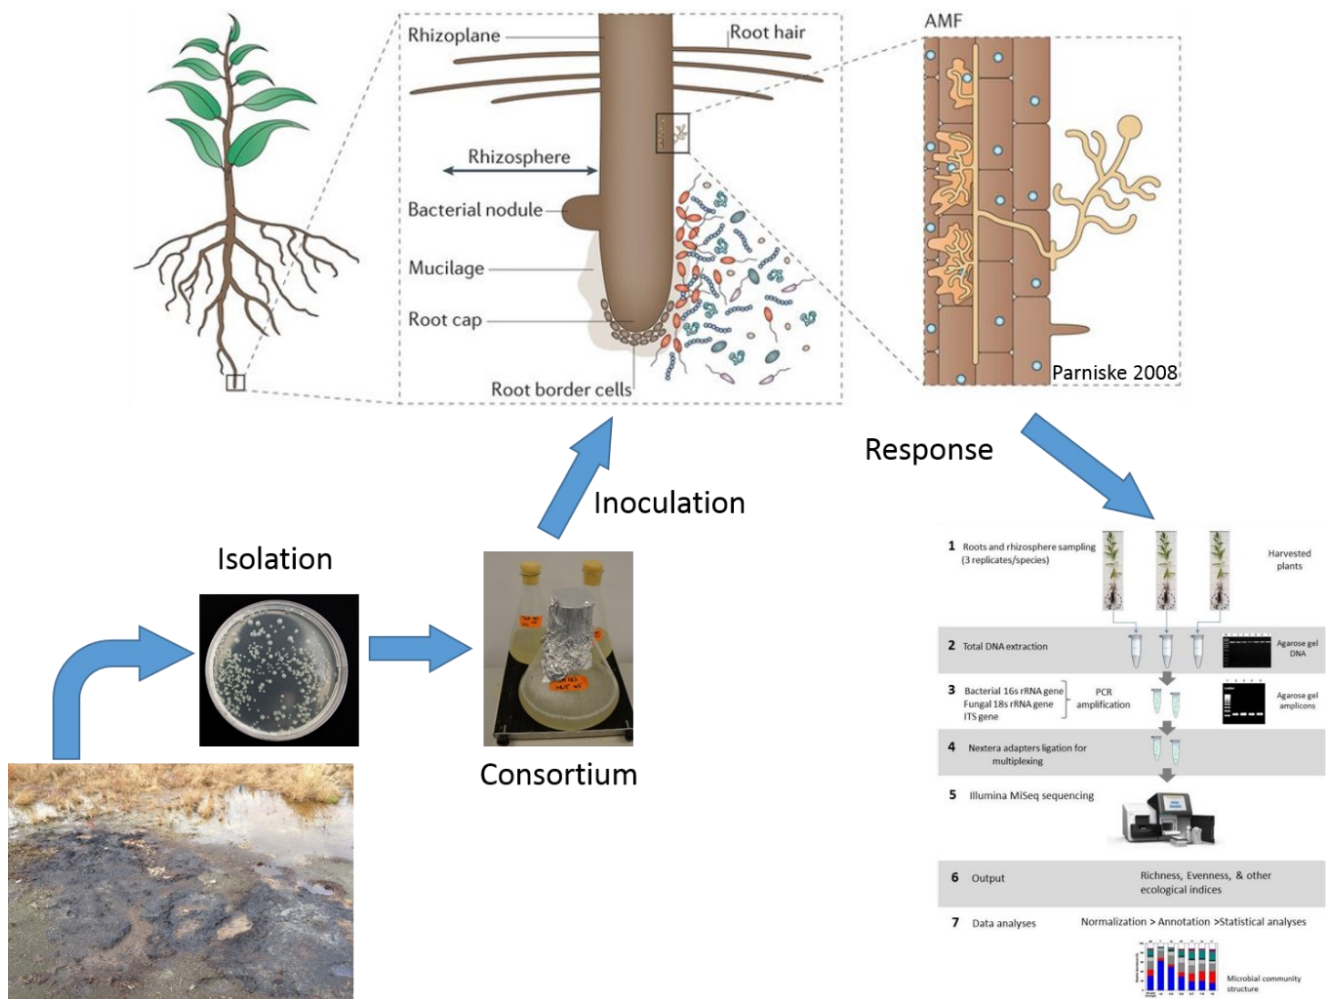 AMF
Rhizoplane
Root hair
Rhizosphere
Bacterial nodule
Mucilage
Root cap
Root border cells
Parniske 2008
Response
Inoculation
Isolation
Consortium
1 Roots and rhizosphere sampling
(3 replicates/species)
Harvested
plants
2 Total DNA extraction
Agarose gel
DNA
3 Bacterial 16s rRNA gene
Fungal 18s rRNA gene
ITS gene
PCR
amplification
Agarose gel
amplicons
4 Nextera adapters ligation for
multiplexing
5 Illumina MiSeq sequencing
6 Output
Richness, Evenness, & other
ecological indices
7 Data analyses
Normalization > Annotation >Statistical analyses
Microbial community
structure